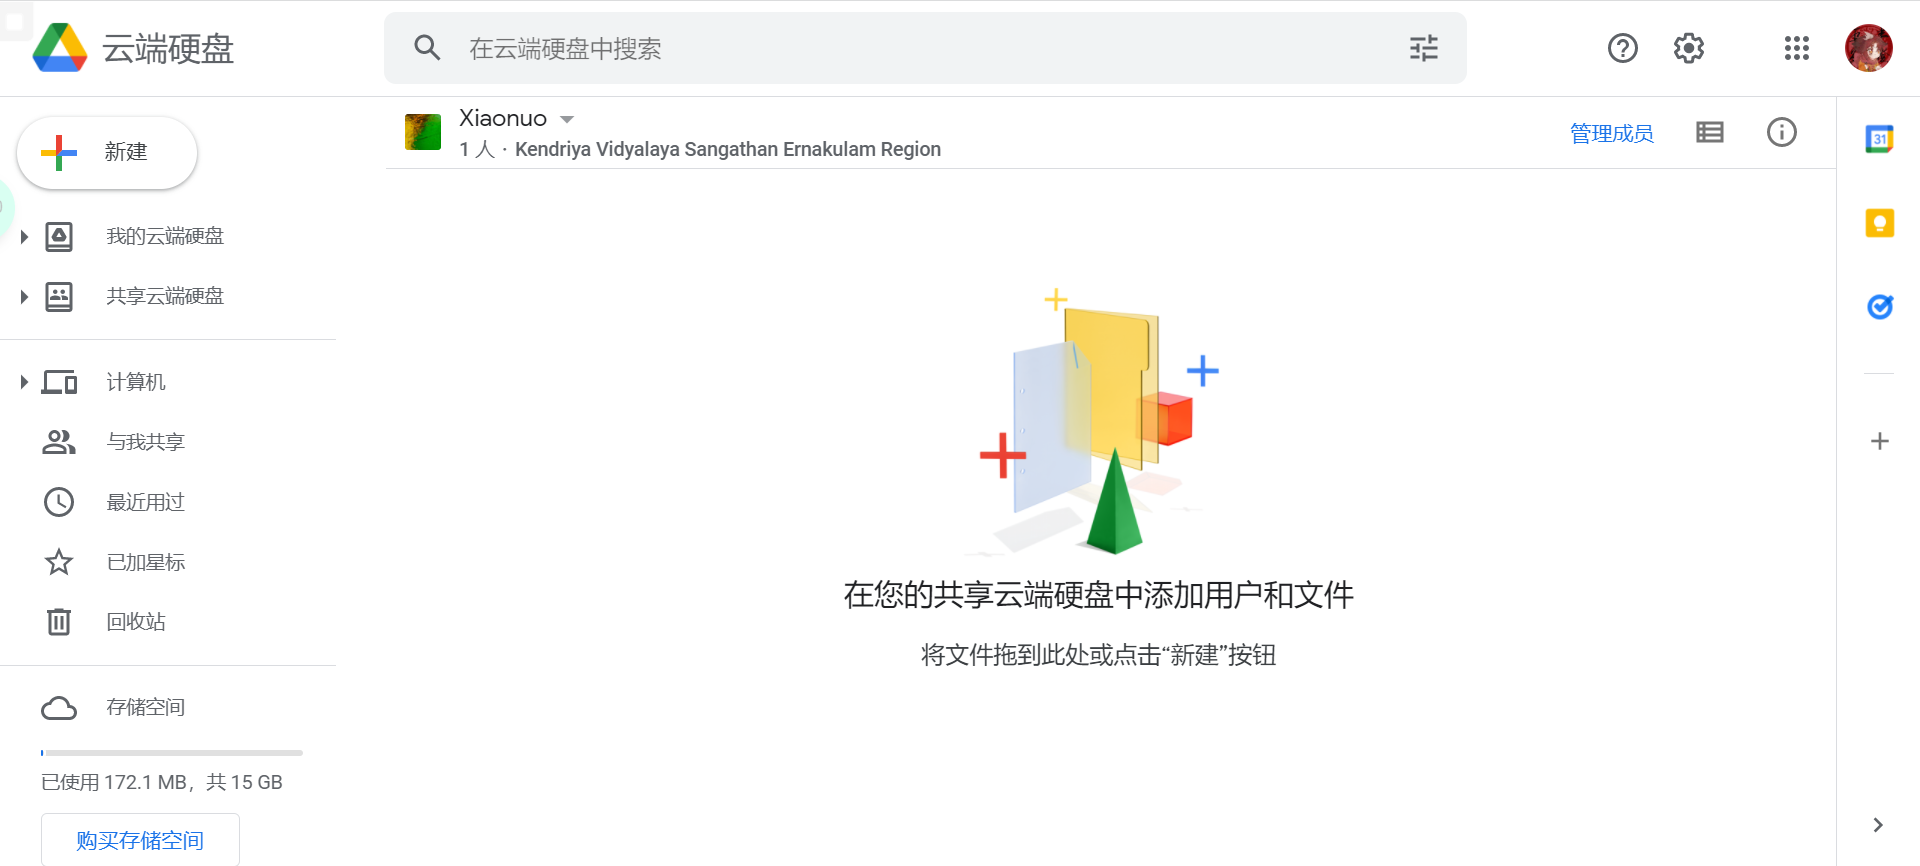 云端硬盘
在云端硬盘中搜索
新建
我的云端硬盘
共享云端硬盘
计算机
与我共享
最近用过
已加星标
回收站
存储空间
已使用 172.1 MB，共 15 GB
购买存储空间
Xiaonuo
1 人 · Kendriya Vidyalaya Sangathan Ernakulam Region
管理成员
在您的共享云端硬盘中添加用户和文件
将文件拖到此处或点击“新建”按钮
31